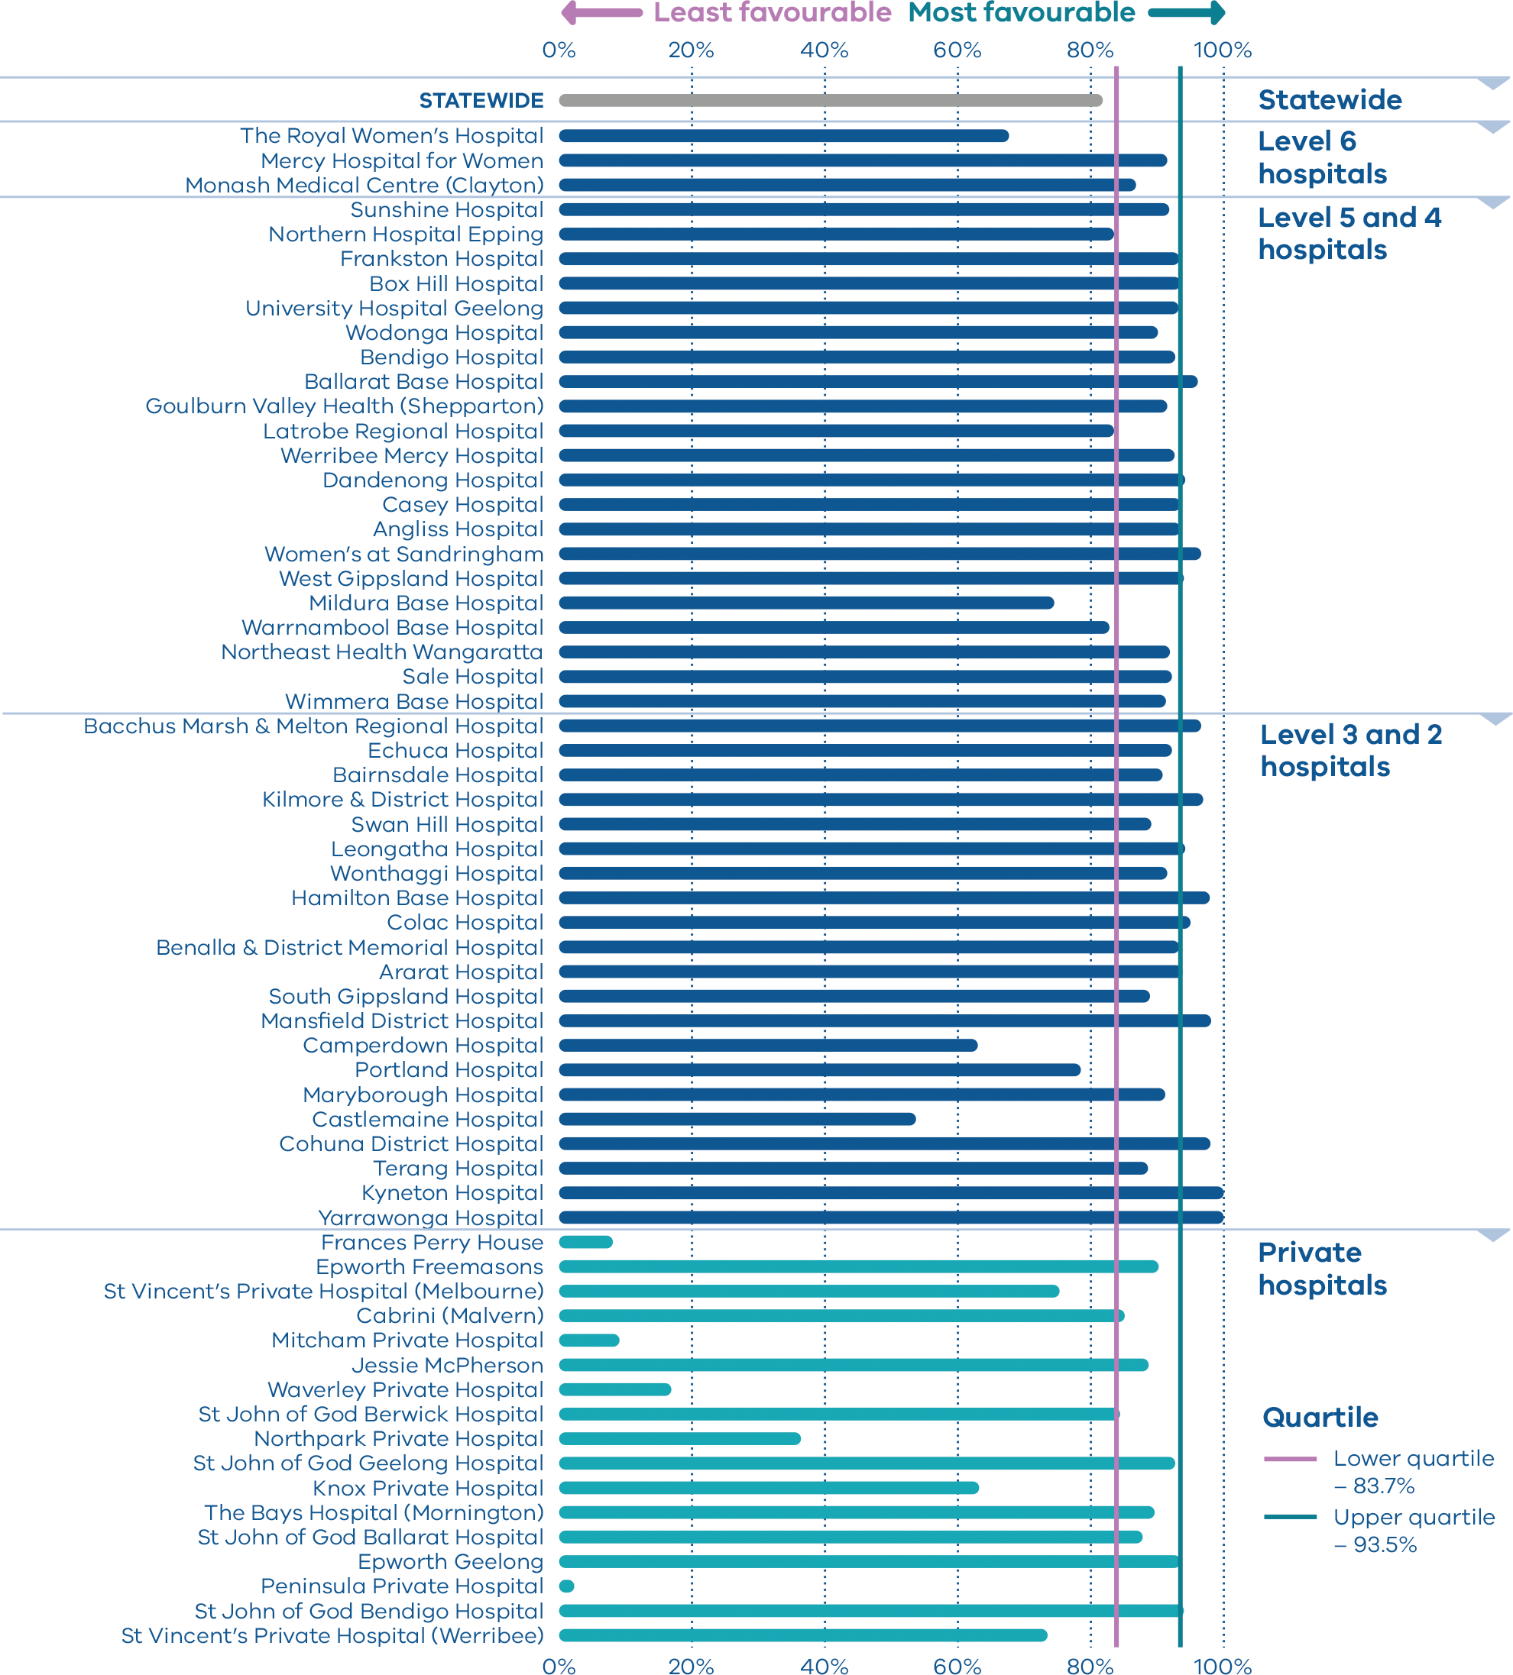 Least favourable Most favourable
0% 20% 40% 60% 80% 100%
STATEWIDE
Statewide
The Royal Women's Hospital
Mercy Hospital for Women
Monash Medical Centre (Clayton)
Level 6
hospitals
Sunshine Hospital
Northern Hospital Epping
Frankston Hospital
Box Hill Hospital
University Hospital Geelong
Wodonga Hospital
Bendigo Hospital
Ballarat Base Hospital
Goulburn Valley Health (Shepparton)
Latrobe Regional Hospital
Werribee Mercy Hospital
Dandenong Hospital
Casey Hospital
Angliss Hospital
Women's at Sandringham
West Gippsland Hospital
Mildura Base Hospital
Warrnambool Base Hospital
Northeast Health Wangaratta
Sale Hospital
Wimmera Base Hospital
Level 5 and 4
hospitals
Bacchus Marsh & Melton Regional Hospital
Echuca Hospital
Bairnsdale Hospital
Kilmore & District Hospital
Swan Hill Hospital
Leongatha Hospital
Wonthaggi Hospital
Hamilton Base Hospital
Colac Hospital
Benalla & District Memorial Hospital
Ararat Hospital
South Gippsland Hospital
Mansfield District Hospital
Camperdown Hospital
Portland Hospital
Maryborough Hospital
Castlemaine Hospital
Cohuna District Hospital
Terang Hospital
Kyneton Hospital
Yarrawonga Hospital
Level 3 and 2
hospitals
Frances Perry House
Epworth Freemasons
St Vincent's Private Hospital (Melbourne)
Cabrini (Malvern)
Mitcham Private Hospital
Jessie McPherson
Waverley Private Hospital
St John of God Berwick Hospital
Northpark Private Hospital
St John of God Geelong Hospital
Knox Private Hospital
The Bays Hospital (Mornington)
St John of God Ballarat Hospital
Epworth Geelong
Peninsula Private Hospital
St John of God Bendigo Hospital
St Vincent's Private Hospital (Werribee)
Private
hospitals
Quartile
Lower quartile
– 83.7%
Upper quartile
– 93.5%
0% 20% 40% 60% 80% 100%